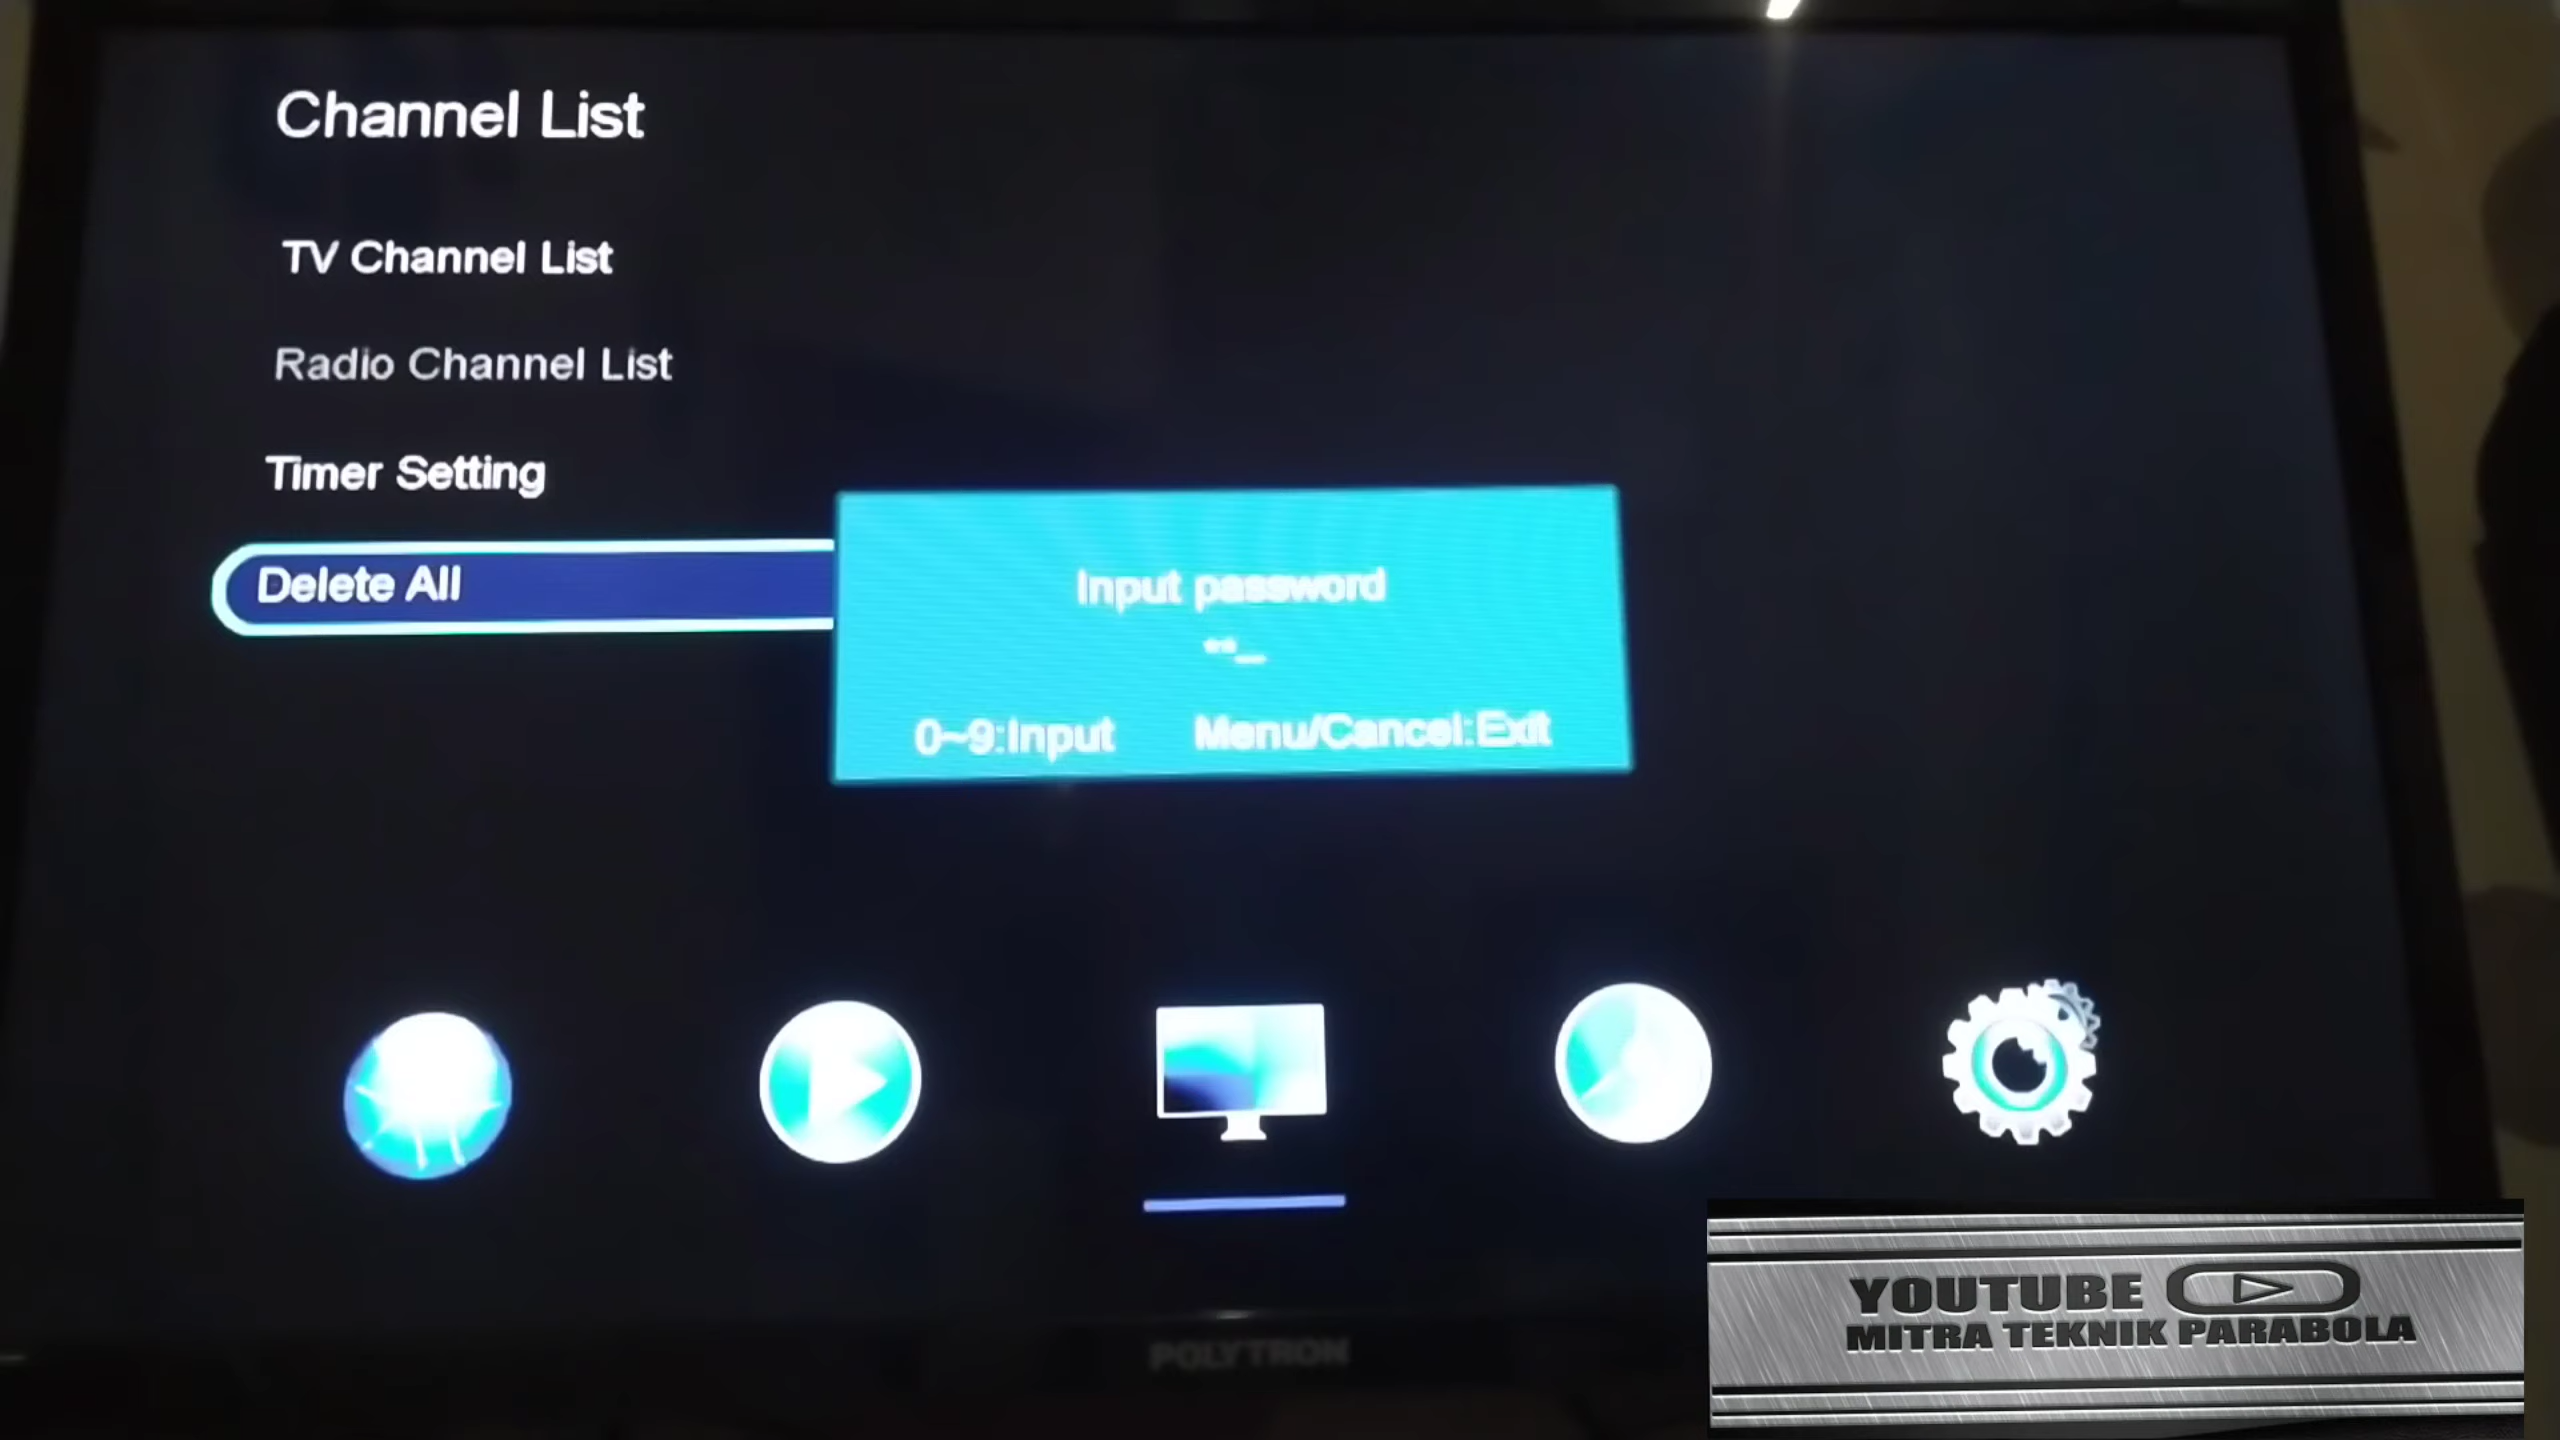 Channel List
TV Channel List
Radio Channel List
Timer Setting
Delete All
Input password
**_
0~9:Input Menu/Cancel:Exit
POLYTRON
YOUTUBE
MITRA TEKNIK PARABOLA